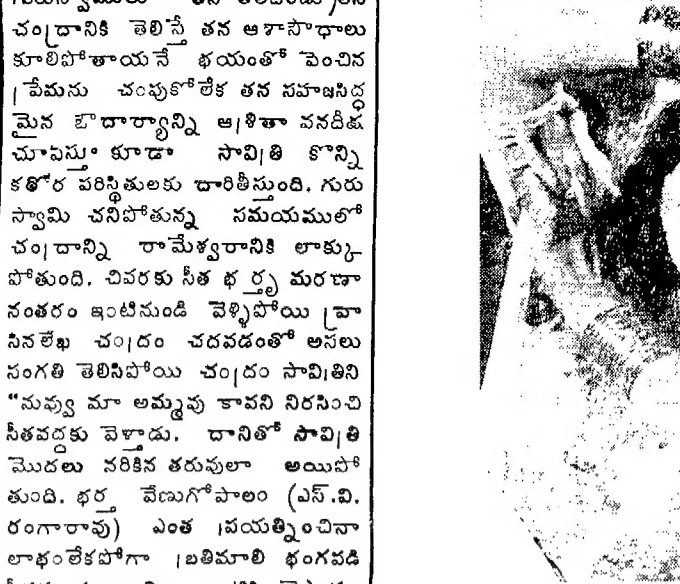 చంద్రానికి తెలిస్తే తన ఆశాసౌధాలు
కూలిపోతాయనే భయంతో పెంచిన
ప్రేమను చంపుకోలేక తన సహజసిద్ధ
మైన ఔదార్యాన్ని ఆశ్రితా వనదీక్ష
చూపిస్తూ కూడా సావిత్రి కొన్ని
కఠోర పరిస్థితులకు దారితీస్తుంది. గురు
స్వామి చనిపోతున్న సమయములో
చంద్రాన్ని రామేశ్వరానికి లాక్కు
పోతుంది. చివరకు సీత భర్తృ మరణా
నంతరం ఇంటినుండి వెళ్ళిపోయి వ్రా
సినలేఖ చంద్రం చదవడంతో అసలు
సంగతి తెలిసిపోయి చంద్రం సావిత్రిని
"నువ్వు మా అమ్మవు కావని నిరసించి
సీతవద్దకు వెళ్తాడు. దానితో సావిత్రి
మొదలు నరికిన తరువులా అయిపో
తుంది. భర్త వేణుగోపాలం (ఎస్.వి.
రంగారావు) ఎంత ప్రయత్నించినా
లాభంలేకపోగా బ్రతిమాలి భంగపడి